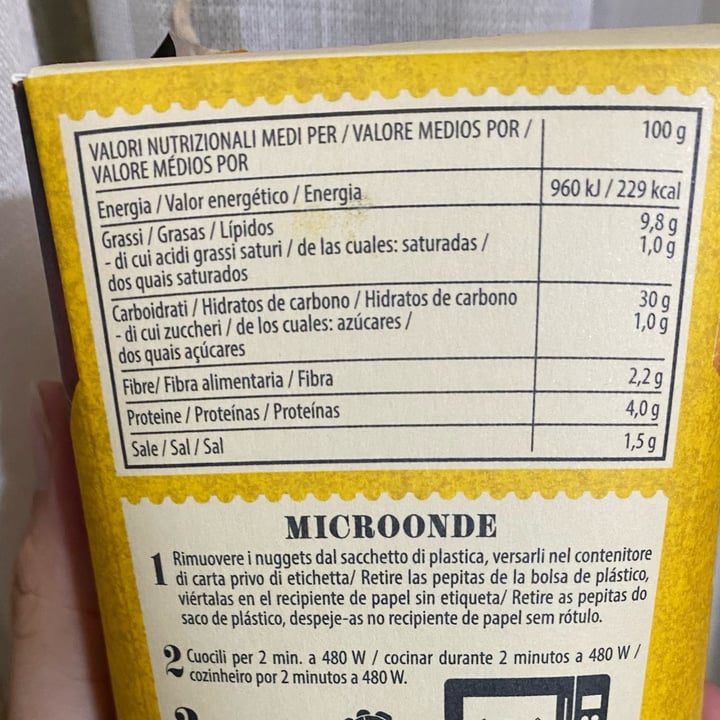 VALORI NUTRIZIONALI MEDI PER / VALORE MEDIOS POR / 100 g
VALORE MÉDIOS POR
Energia / Valor energético / Energia 960 kJ / 229 kcal
Grassi / Grasas / Lípidos 9,8 g
- di cui acidi grassi saturi / de las cuales: saturadas / 1,0 g
dos quais saturados
Carboidrati / Hidratos de carbono / Hidratos de carbono 30 g
- di cui zuccheri / de los cuales: azúcares / 1,0 g
dos quais açúcares
Fibre/ Fibra alimentaria / Fibra 2,2 g
Proteine / Proteínas / Proteínas 4,0 g
Sale / Sal / Sal 1,5 g
MICROONDE
1 Rimuovere i nuggets dal sacchetto di plastica, versarli nel contenitore
di carta privo di etichetta/ Retire las pepitas de la bolsa de plástico,
viértalas en el recipiente de papel sin etiqueta/ Retire as pepitas do
saco de plástico, despeje-as no recipiente de papel sem rótulo.
2 Cuocili per 2 min. a 480 W / cocinar durante 2 minutos a 480 W /
cozinheiro por 2 minutos a 480 W.